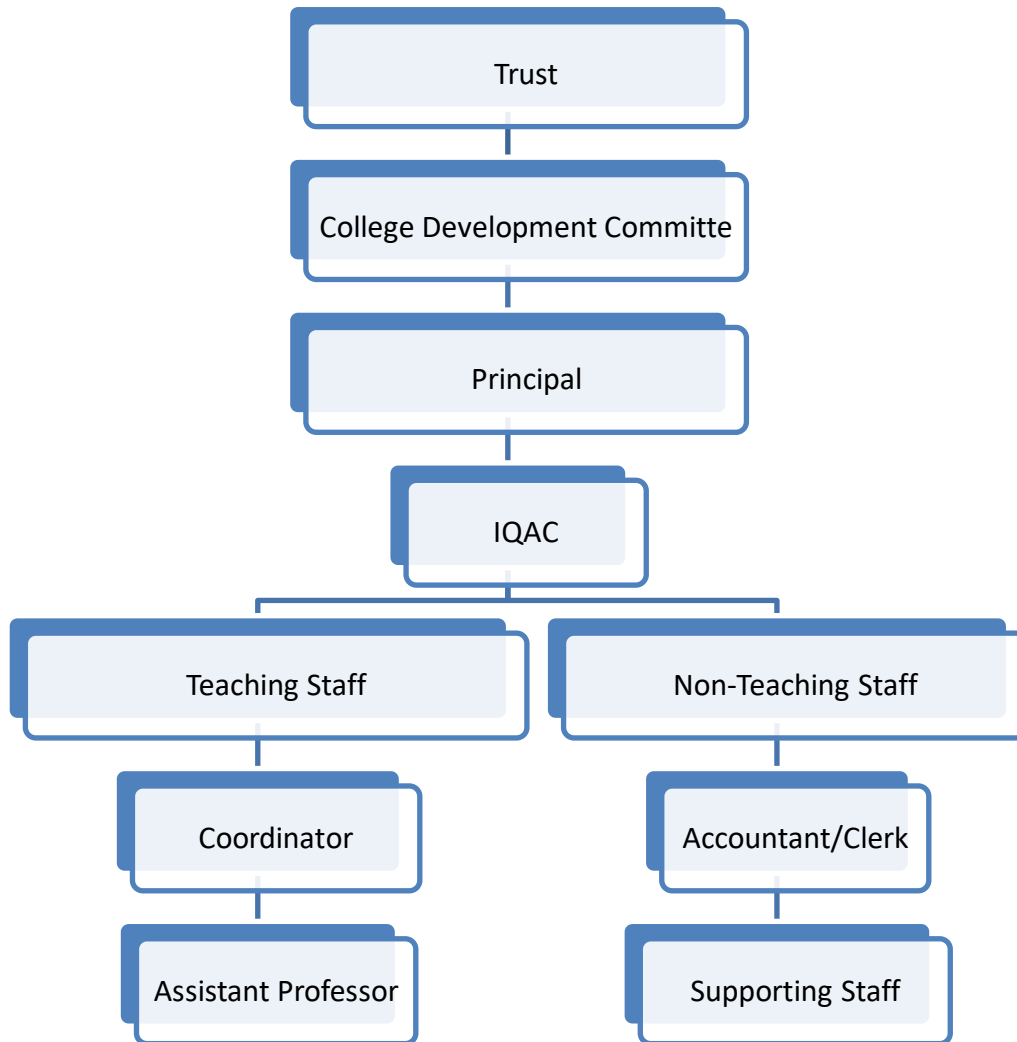 Trust
College Development Committe
Principal
IQAC
Teaching Staff
Non-Teaching Staff
Coordinator
Accountant/Clerk
Assistant Professor
Supporting Staff